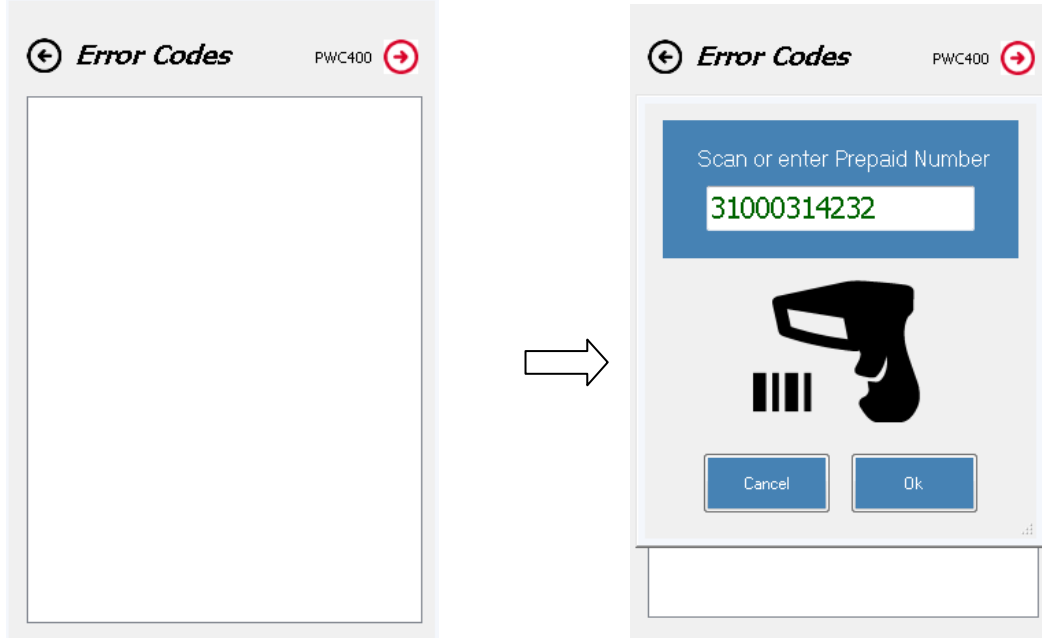 Error Codes PWC400
Error Codes PWC400
Scan or enter Prepaid Number
31000314232
Cancel Ok